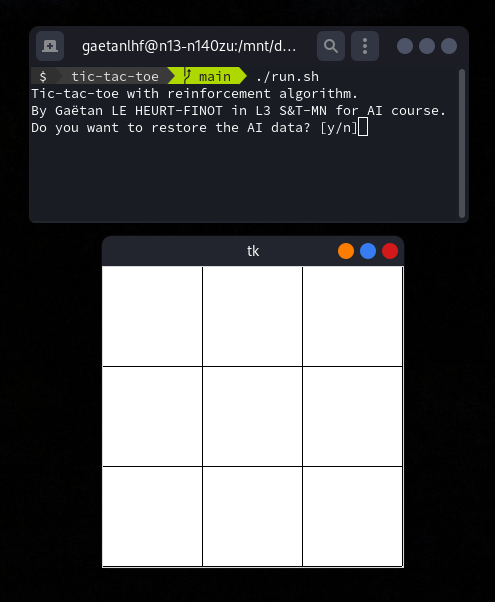 gaetanlhf@n13-n140zu:/mnt/d...
$ tic-tac-toe main ./run.sh
Tic-tac-toe with reinforcement algorithm.
By Gaëtan LE HEURT-FINOT in L3 S&T-MN for AI course.
Do you want to restore the AI data? [y/n]
tk